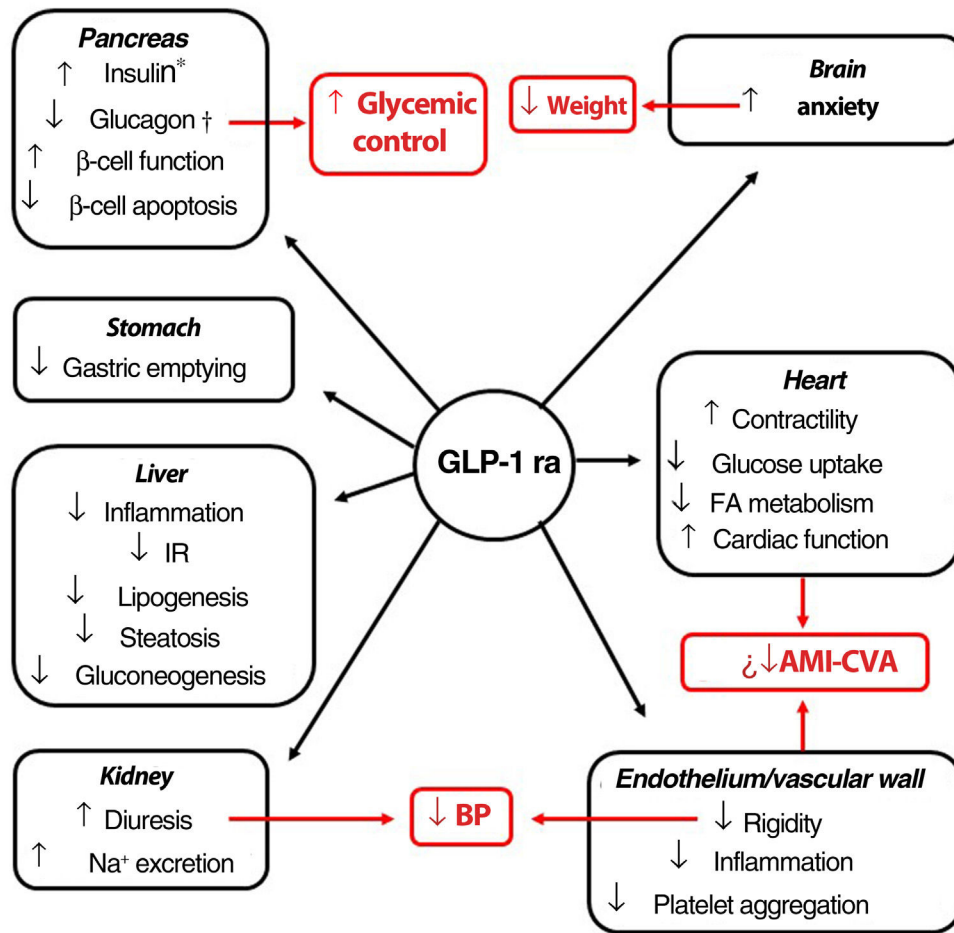 Pancreas
↑ Insulin*
↓ Glucagon †
↑ β-cell function
↓ β-cell apoptosis
↑ Glycemic
control
↓ Weight
Brain
↑ anxiety
Stomach
↓ Gastric emptying
Liver
↓ Inflammation
↓ IR
↓ Lipogenesis
↓ Steatosis
↓ Gluconeogenesis
GLP-1 ra
Heart
↑ Contractility
↓ Glucose uptake
↓ FA metabolism
↑ Cardiac function
¿↓AMI-CVA
Kidney
↑ Diuresis
↑ Na⁺ excretion
↓ BP
Endothelium/vascular wall
↓ Rigidity
↓ Inflammation
↓ Platelet aggregation